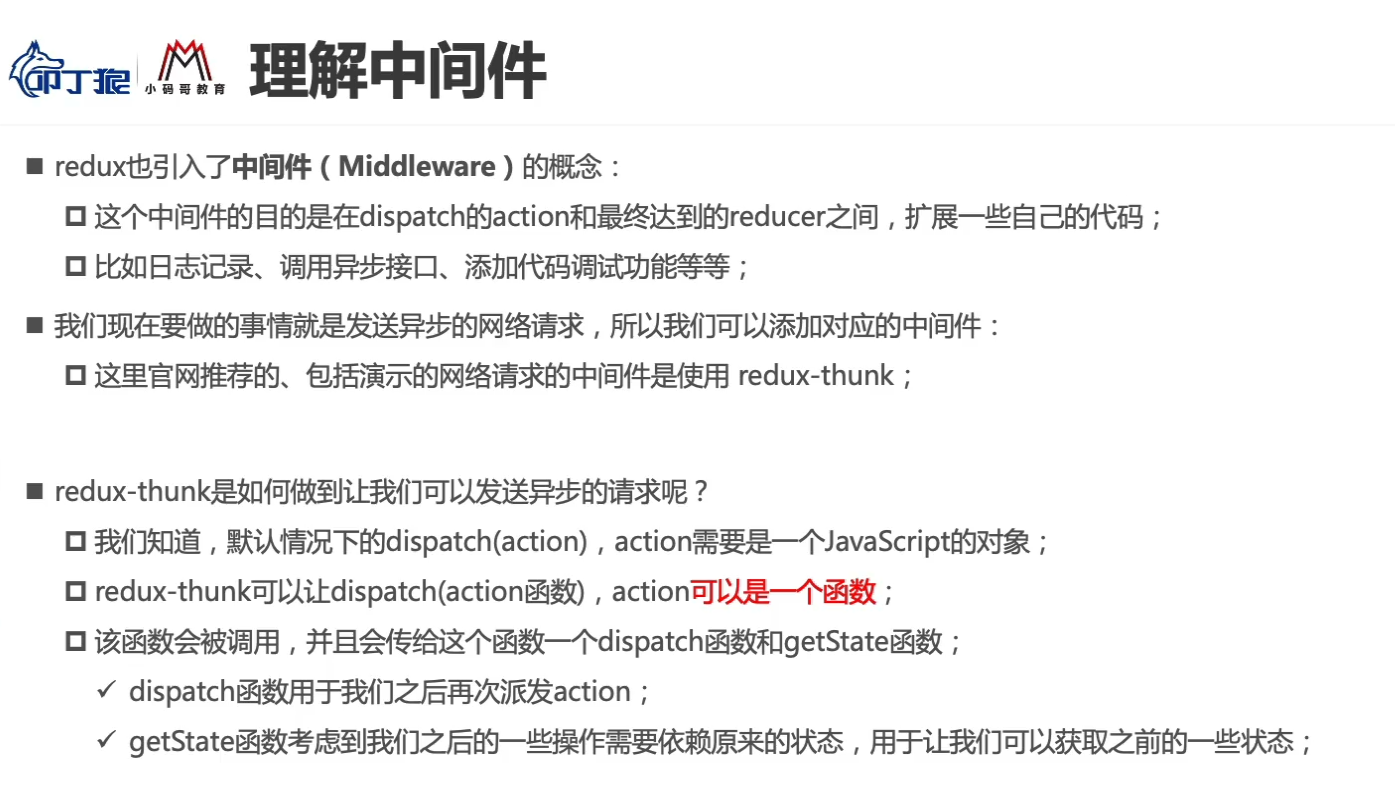 叩丁狼
小码哥教育
理解中间件
redux也引入了中间件（Middleware）的概念：
这个中间件的目的是在dispatch的action和最终达到的reducer之间，扩展一些自己的代码；
比如日志记录、调用异步接口、添加代码调试功能等等；
我们现在要做的事情就是发送异步的网络请求，所以我们可以添加对应的中间件：
这里官网推荐的、包括演示的网络请求的中间件是使用 redux-thunk；
redux-thunk是如何做到让我们可以发送异步的请求呢？
我们知道，默认情况下的dispatch(action)，action需要是一个JavaScript的对象；
redux-thunk可以让dispatch(action函数)，action可以是一个函数；
该函数会被调用，并且会传给这个函数一个dispatch函数和getState函数；
dispatch函数用于我们之后再次派发action；
getState函数考虑到我们之后的一些操作需要依赖原来的状态，用于让我们可以获取之前的一些状态；